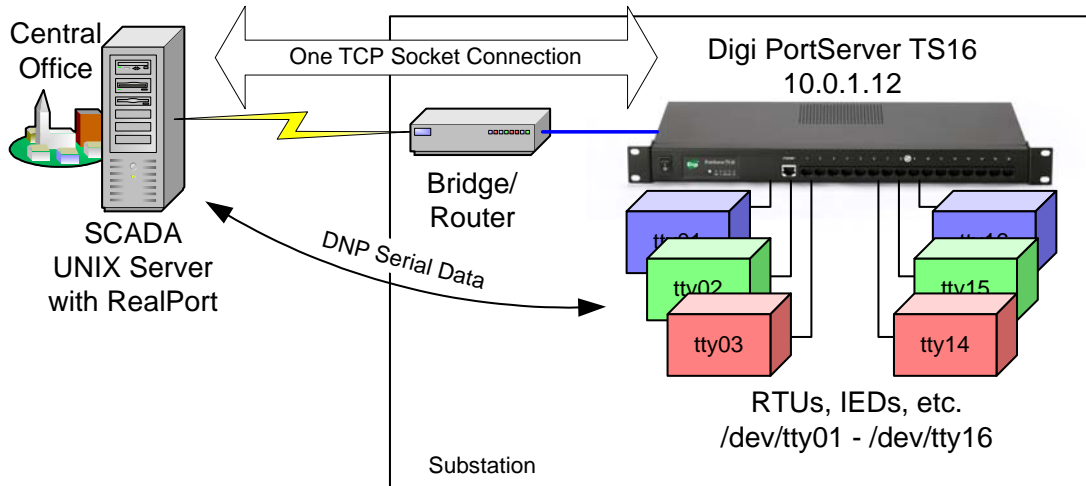 Central
Office
One TCP Socket Connection
Digi PortServer TS16
10.0.1.12
Bridge/
Router
SCADA
UNIX Server
with RealPort
DNP Serial Data
tty02
tty15
tty03
tty14
RTUs, IEDs, etc.
/dev/tty01 - /dev/tty16
Substation